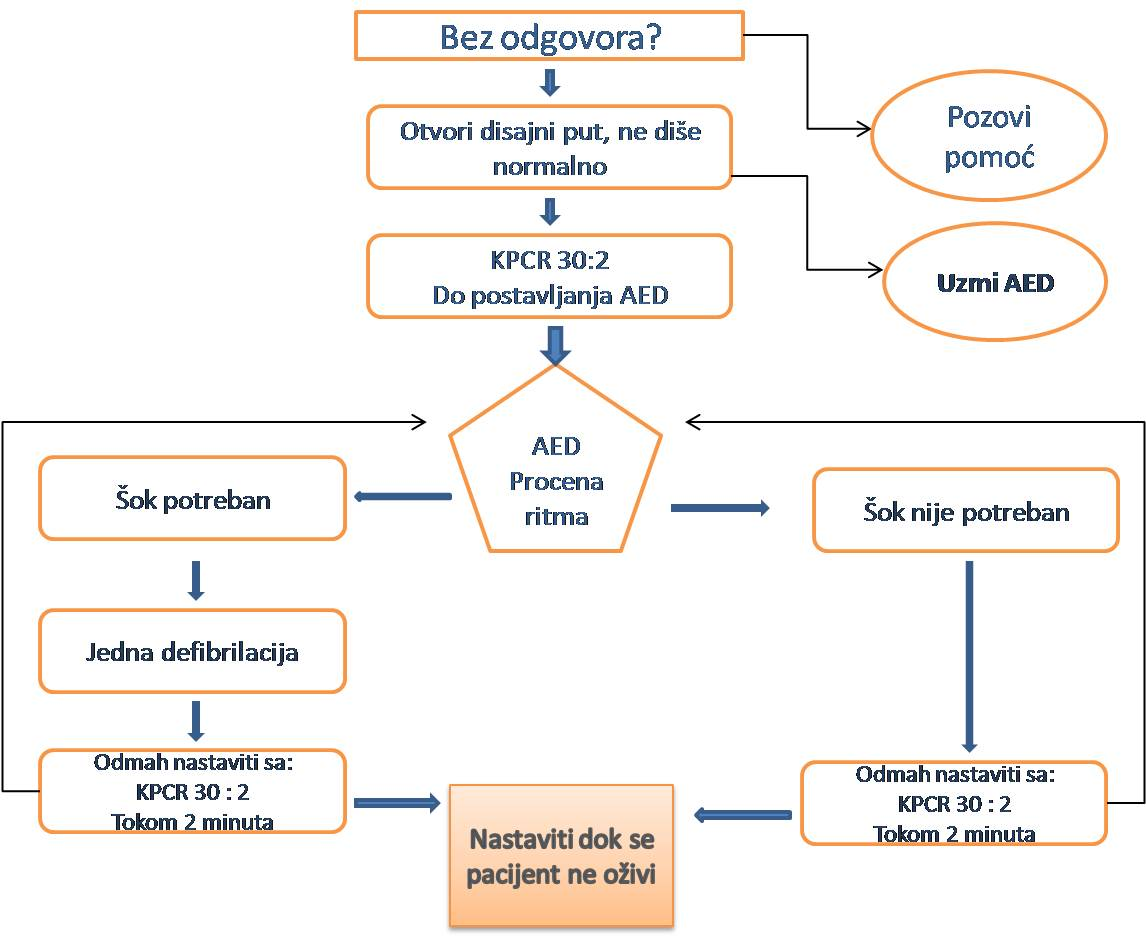 Bez odgovora?
Pozovi
pomoć
Otvori disajni put, ne diše
normalno
Uzmi AED
KPCR 30:2
Do postavljanja AED
AED
Procena
ritma
Šok potreban
Šok nije potreban
Jedna defibrilacija
Odmah nastaviti sa:
KPCR 30 : 2
Tokom 2 minuta
Odmah nastaviti sa:
KPCR 30 : 2
Tokom 2 minuta
Nastaviti dok se
pacijent ne oživi